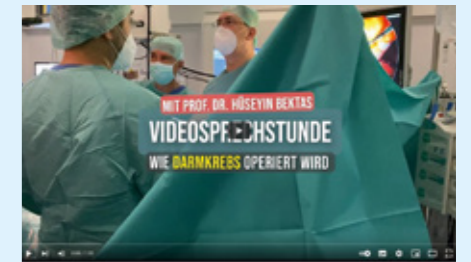 MIT PROF. DR. HÜSEYIN BEKTAS
VIDEOSPRECHSTUNDE
WIE DARMKREBS OPERIERT WIRD